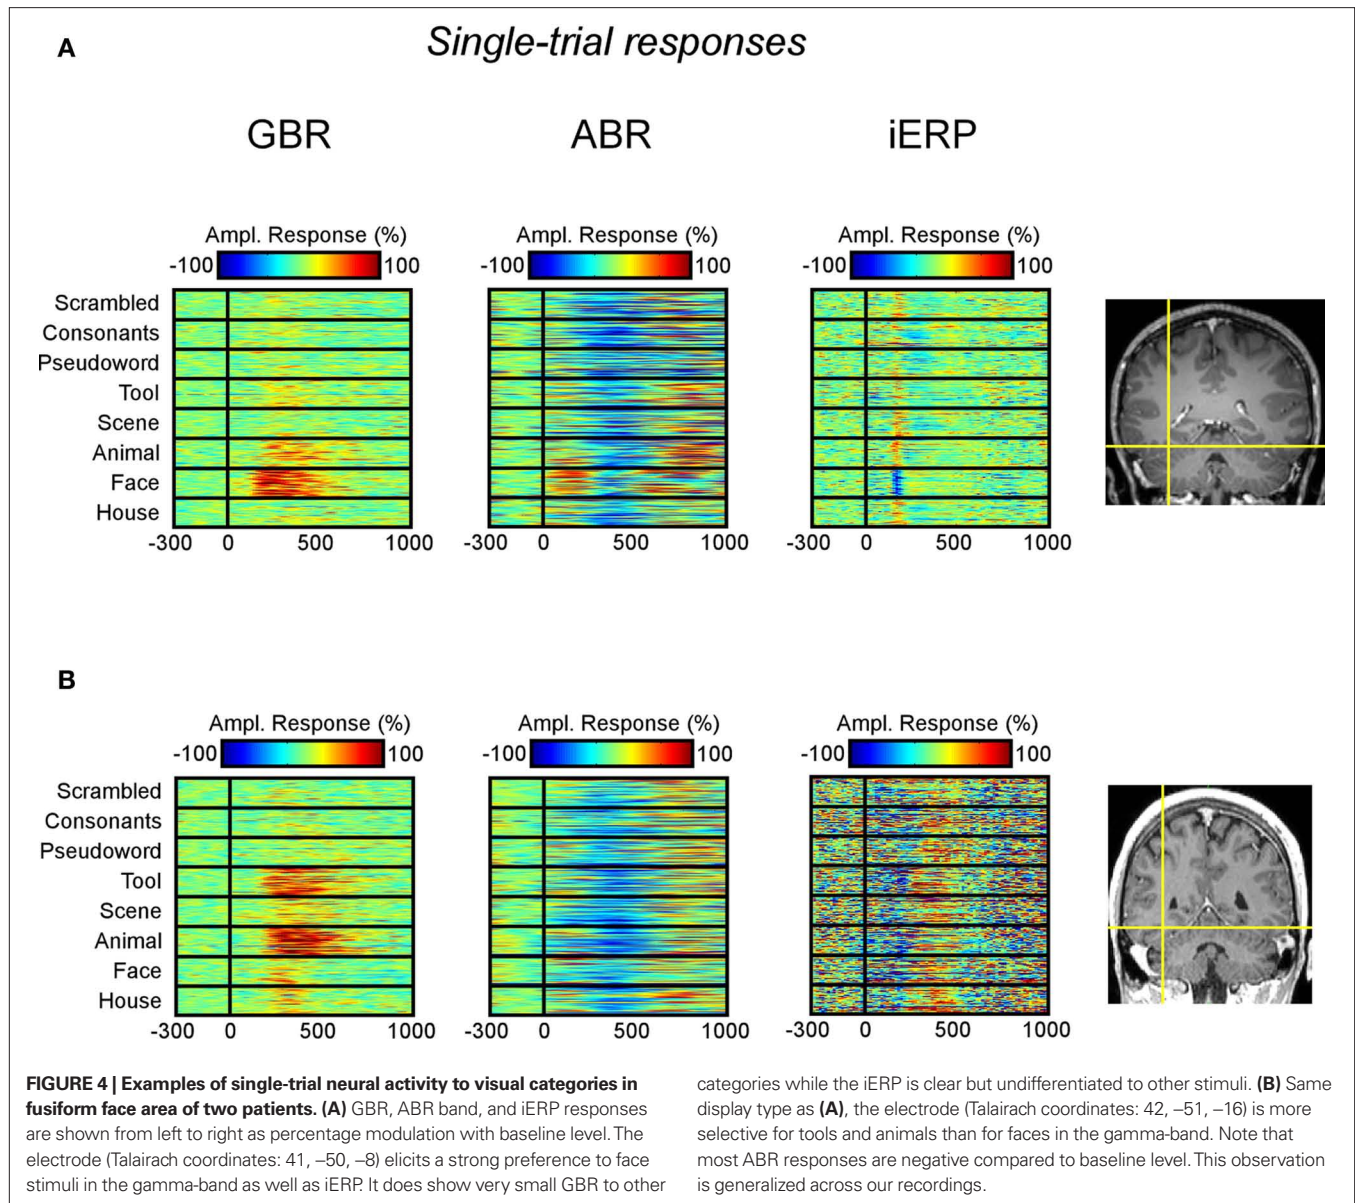 A
Single-trial responses
GBR
ABR
iERP
Ampl. Response (%)
-100
100
Ampl. Response (%)
-100
100
Ampl. Response (%)
-100
100
Scrambled
Consonants
Pseudoword
Tool
Scene
Animal
Face
House
-300 0 500 1000
-300 0 500 1000
-300 0 500 1000
B
Ampl. Response (%)
-100
100
Ampl. Response (%)
-100
100
Ampl. Response (%)
-100
100
Scrambled
Consonants
Pseudoword
Tool
Scene
Animal
Face
House
-300 0 500 1000
-300 0 500 1000
-300 0 500 1000
FIGURE 4 | Examples of single-trial neural activity to visual categories in
fusiform face area of two patients. (A) GBR, ABR band, and iERP responses
are shown from left to right as percentage modulation with baseline level. The
electrode (Talairach coordinates: 41, –50, –8) elicits a strong preference to face
stimuli in the gamma-band as well as iERP. It does show very small GBR to other
categories while the iERP is clear but undifferentiated to other stimuli. (B) Same
display type as (A), the electrode (Talairach coordinates: 42, –51, –16) is more
selective for tools and animals than for faces in the gamma-band. Note that
most ABR responses are negative compared to baseline level. This observation
is generalized across our recordings.